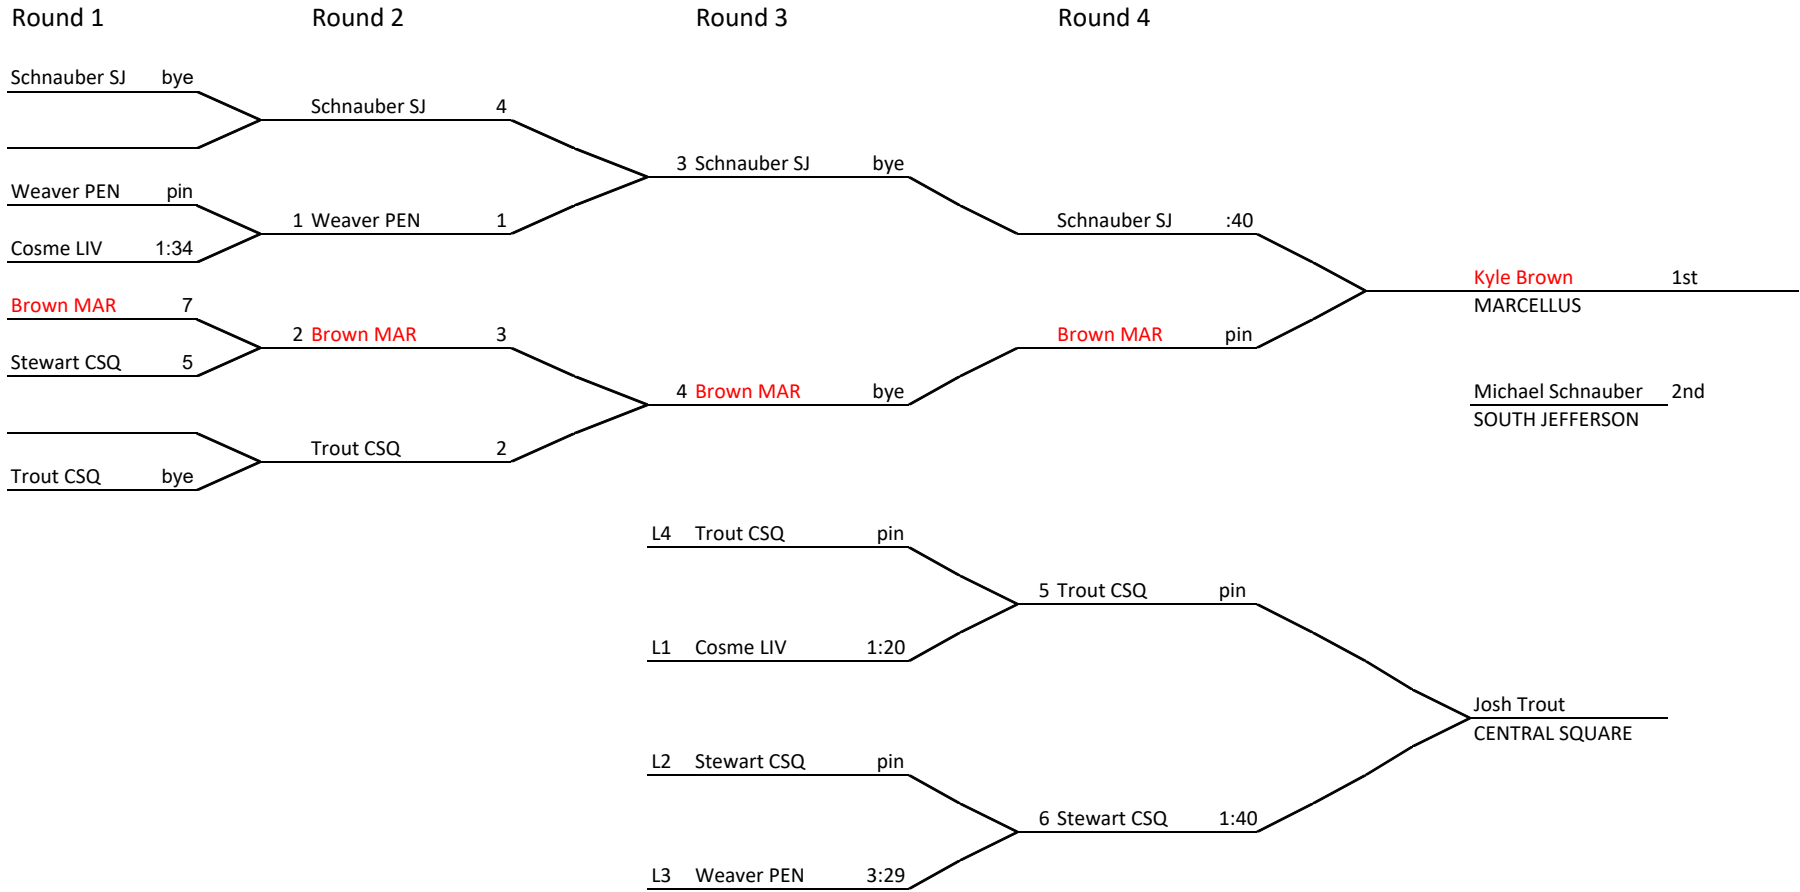 Round 1 Round 2 Round 3 Round 4
Schnauber SJ bye
Schnauber SJ 4
3 Schnauber SJ bye
Weaver PEN pin
1 Weaver PEN 1
Schnauber SJ :40
Cosme LIV 1:34
Kyle Brown 1st
Brown MAR 7
MARCELLUS
2 Brown MAR 3
Brown MAR pin
Stewart CSQ 5
4 Brown MAR bye
Michael Schnauber 2nd
SOUTH JEFFERSON
Trout CSQ 2
Trout CSQ bye
L4 Trout CSQ pin
5 Trout CSQ pin
L1 Cosme LIV 1:20
Josh Trout
CENTRAL SQUARE
L2 Stewart CSQ pin
6 Stewart CSQ 1:40
L3 Weaver PEN 3:29